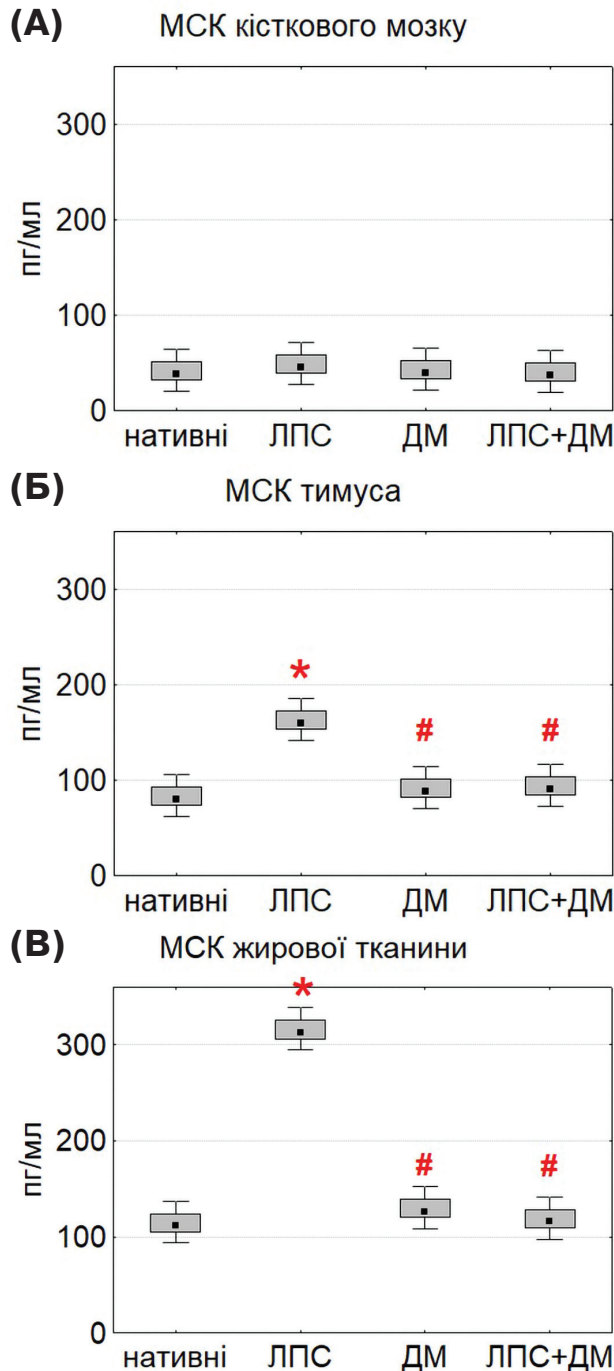 (А) МСК кісткового мозку
пг/мл
300
200
100
0
нативні ЛПС ДМ ЛПС+ДМ
(Б) МСК тимуса
пг/мл
300
200
100
0
* # #
нативні ЛПС ДМ ЛПС+ДМ
(В) МСК жирової тканини
пг/мл
300
200
100
0
* # #
нативні ЛПС ДМ ЛПС+ДМ